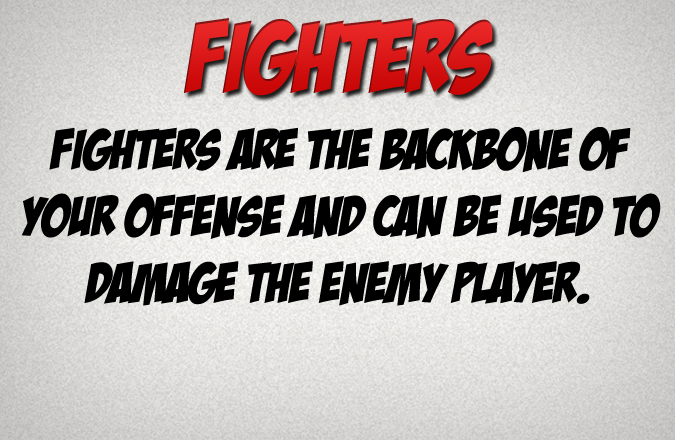 FIGHTERS
FIGHTERS ARE THE BACKBONE OF
YOUR OFFENSE AND CAN BE USED TO
DAMAGE THE ENEMY PLAYER.